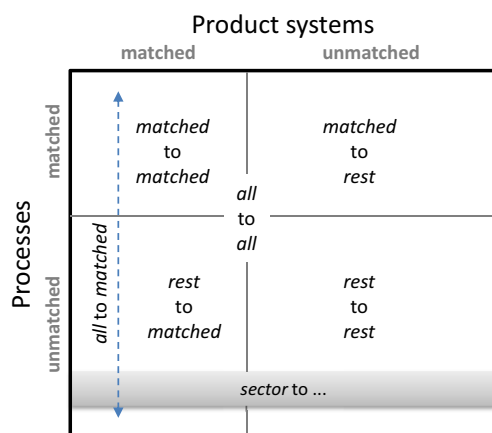 Product systems
matched
unmatched
Processes
matched
unmatched
matched
to
matched
matched
to
rest
all
to
all
all to matched
rest
to
matched
rest
to
rest
sector to ...